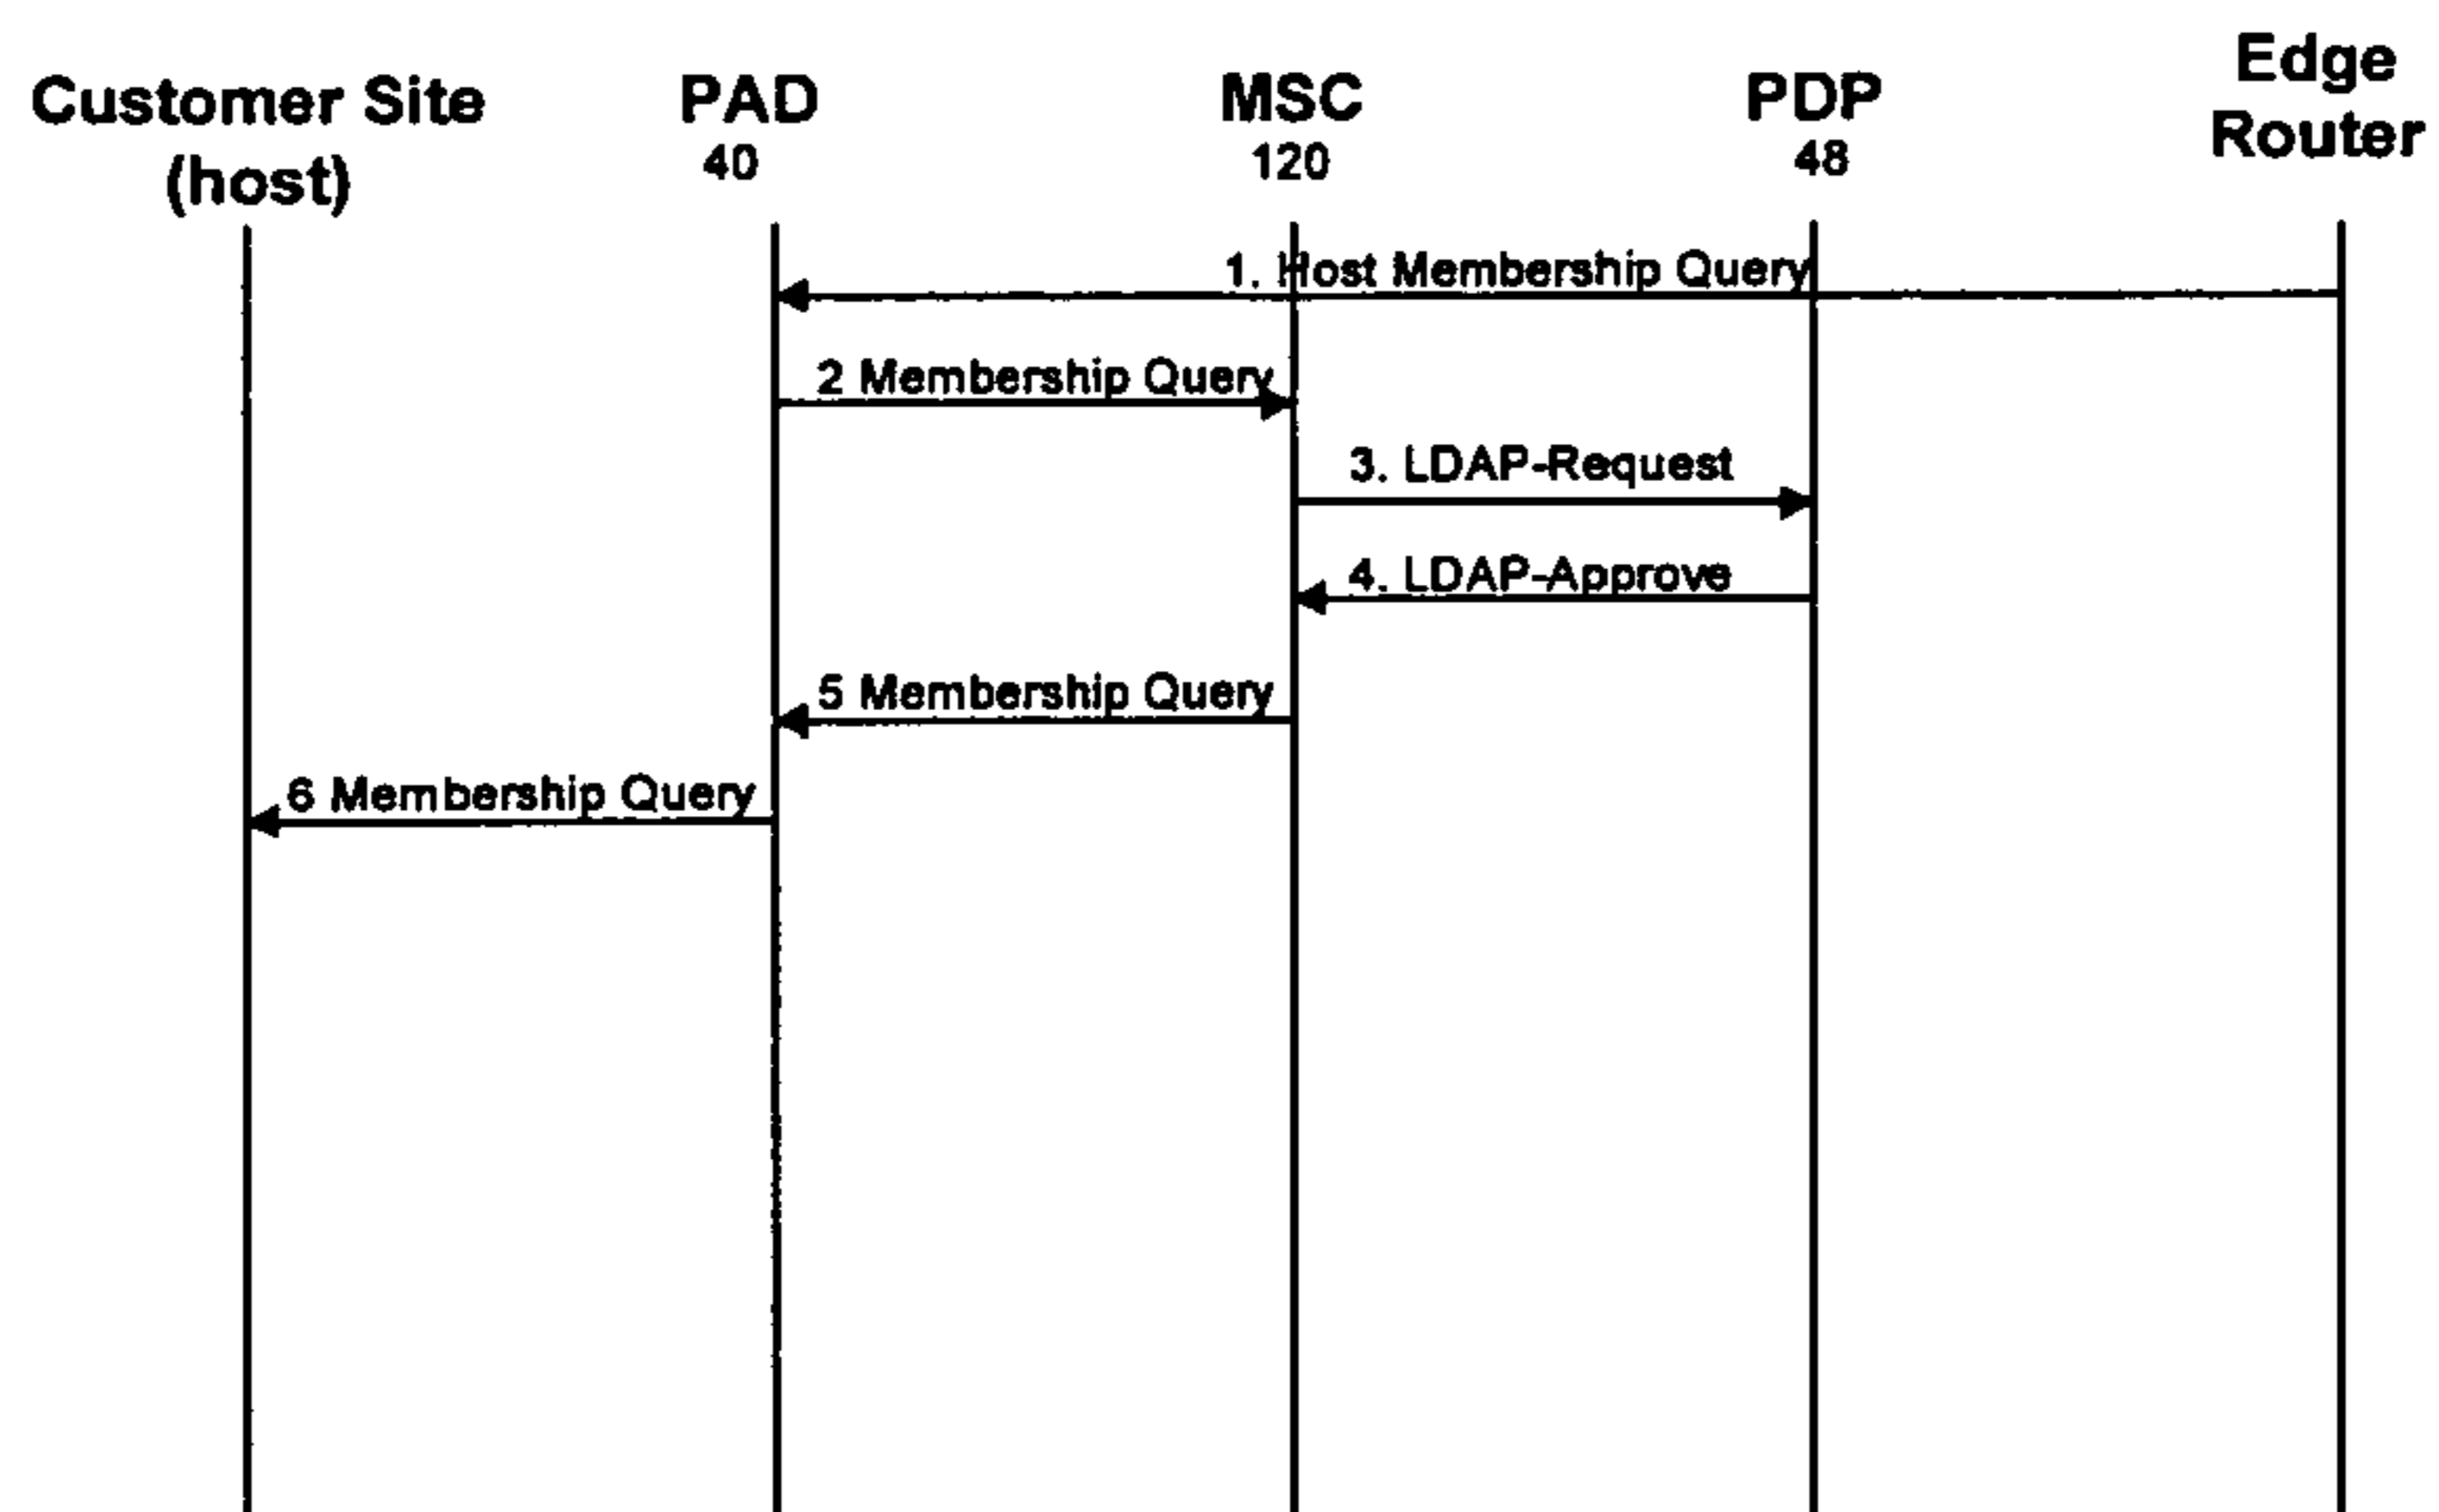 Customer Site
(host)
PAD
40
MSC
120
PDP
48
Edge
Router
1. Host Membership Query
2 Membership Query
3. LDAP-Request
4. LDAP-Approve
5 Membership Query
6 Membership Query